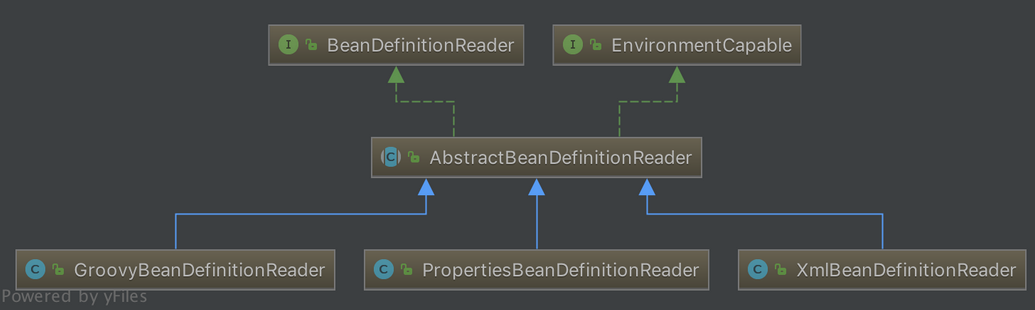 I BeanDefinitionReader
I EnvironmentCapable
C AbstractBeanDefinitionReader
C GroovyBeanDefinitionReader
C PropertiesBeanDefinitionReader
C XmlBeanDefinitionReader
Powered by yFiles